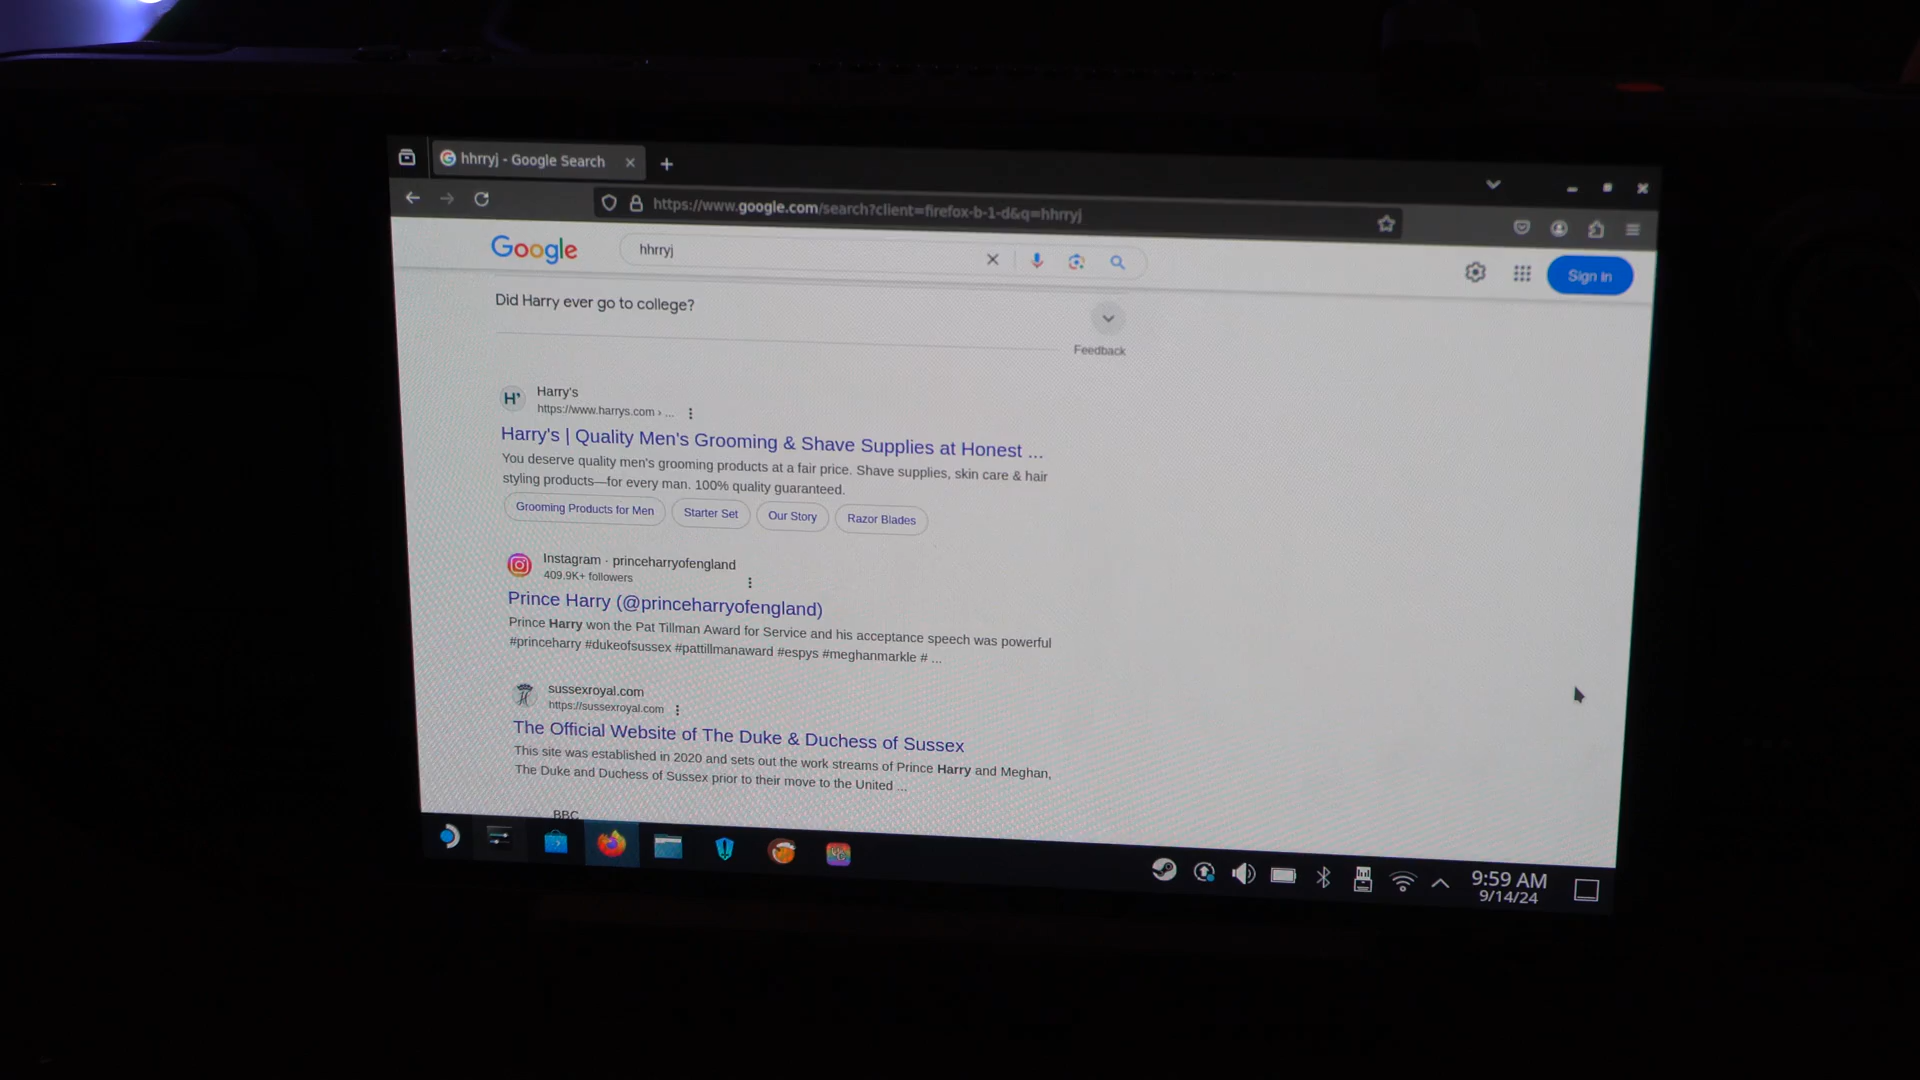 hhrryj - Google Search
https://www.google.com/search?client=firefox-b-1-d&q=hhrryj
Google
hhrryj
Sign in
Did Harry ever go to college?
Feedback
H'
Harry's
https://www.harrys.com › ...
Harry's | Quality Men's Grooming & Shave Supplies at Honest ...
You deserve quality men's grooming products at a fair price. Shave supplies, skin care & hair
styling products—for every man. 100% quality guaranteed.
Grooming Products for Men
Starter Set
Our Story
Razor Blades
Instagram · princeharryofengland
409.9K+ followers
Prince Harry (@princeharryofengland)
Prince Harry won the Pat Tillman Award for Service and his acceptance speech was powerful
#princeharry #dukeofsussex #pattillmanaward #espys #meghanmarkle # ...
sussexroyal.com
https://sussexroyal.com
The Official Website of The Duke & Duchess of Sussex
This site was established in 2020 and sets out the work streams of Prince Harry and Meghan,
The Duke and Duchess of Sussex prior to their move to the United ...
BBC
9:59 AM
9/14/24